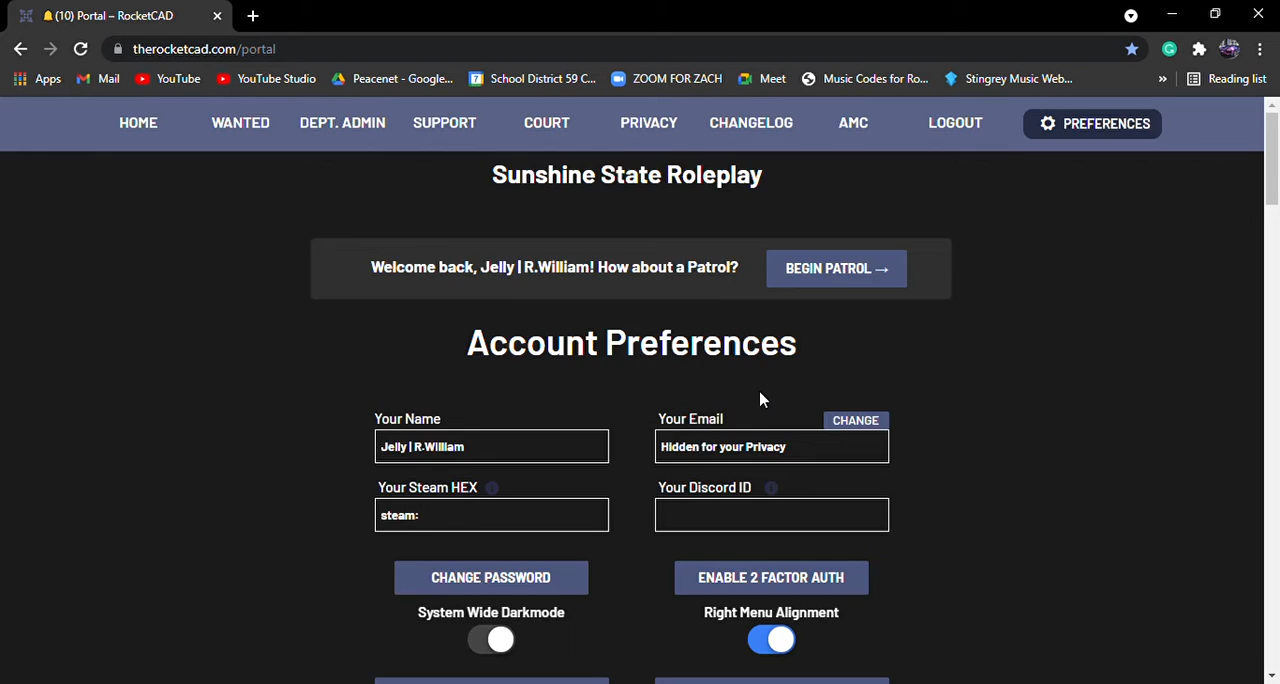 🔔(10) Portal – RocketCAD
therocketcad.com/portal
Apps
Mail
YouTube
YouTube Studio
Peacenet - Google...
7
School District 59 C...
ZOOM FOR ZACH
Meet
Music Codes for Ro...
Stingrey Music Web...
»
Reading list
HOME
WANTED
DEPT. ADMIN
SUPPORT
COURT
PRIVACY
CHANGELOG
AMC
LOGOUT
PREFERENCES
Sunshine State Roleplay
Welcome back, Jelly | R.William! How about a Patrol?
BEGIN PATROL →
Account Preferences
Your Name
Your Email
CHANGE
Jelly | R.William
Hidden for your Privacy
Your Steam HEX
Your Discord ID
steam:
CHANGE PASSWORD
ENABLE 2 FACTOR AUTH
System Wide Darkmode
Right Menu Alignment